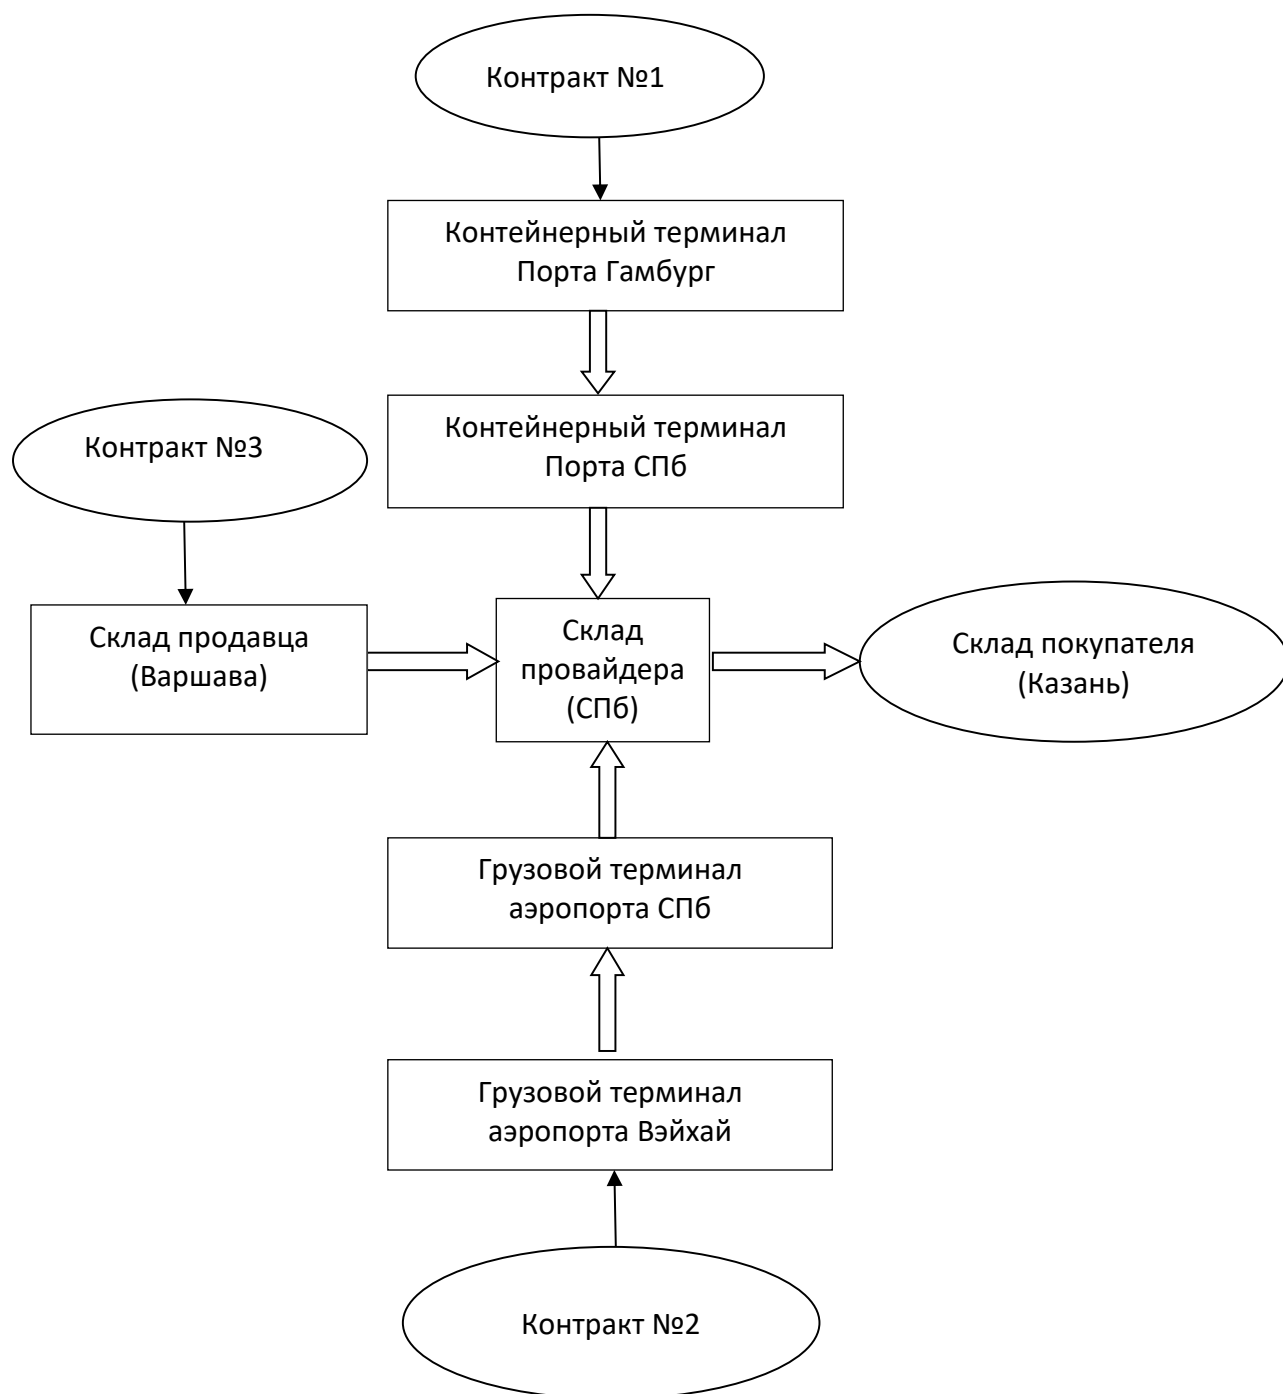 Контракт №1
Контейнерный терминал
Порта Гамбург
Контейнерный терминал
Порта СПб
Контракт №3
Склад продавца
(Варшава)
Склад
провайдера
(СПб)
Склад покупателя
(Казань)
Грузовой терминал
аэропорта СПб
Грузовой терминал
аэропорта Вэйхай
Контракт №2